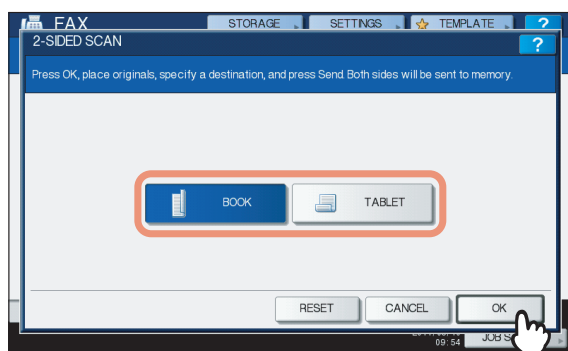 FAX STORAGE SETTINGS TEMPLATE ?
2-SIDED SCAN ?
Press OK, place originals, specify a destination, and press Send. Both sides will be sent to memory.
BOOK TABLET
RESET CANCEL OK
09:54 JOB S